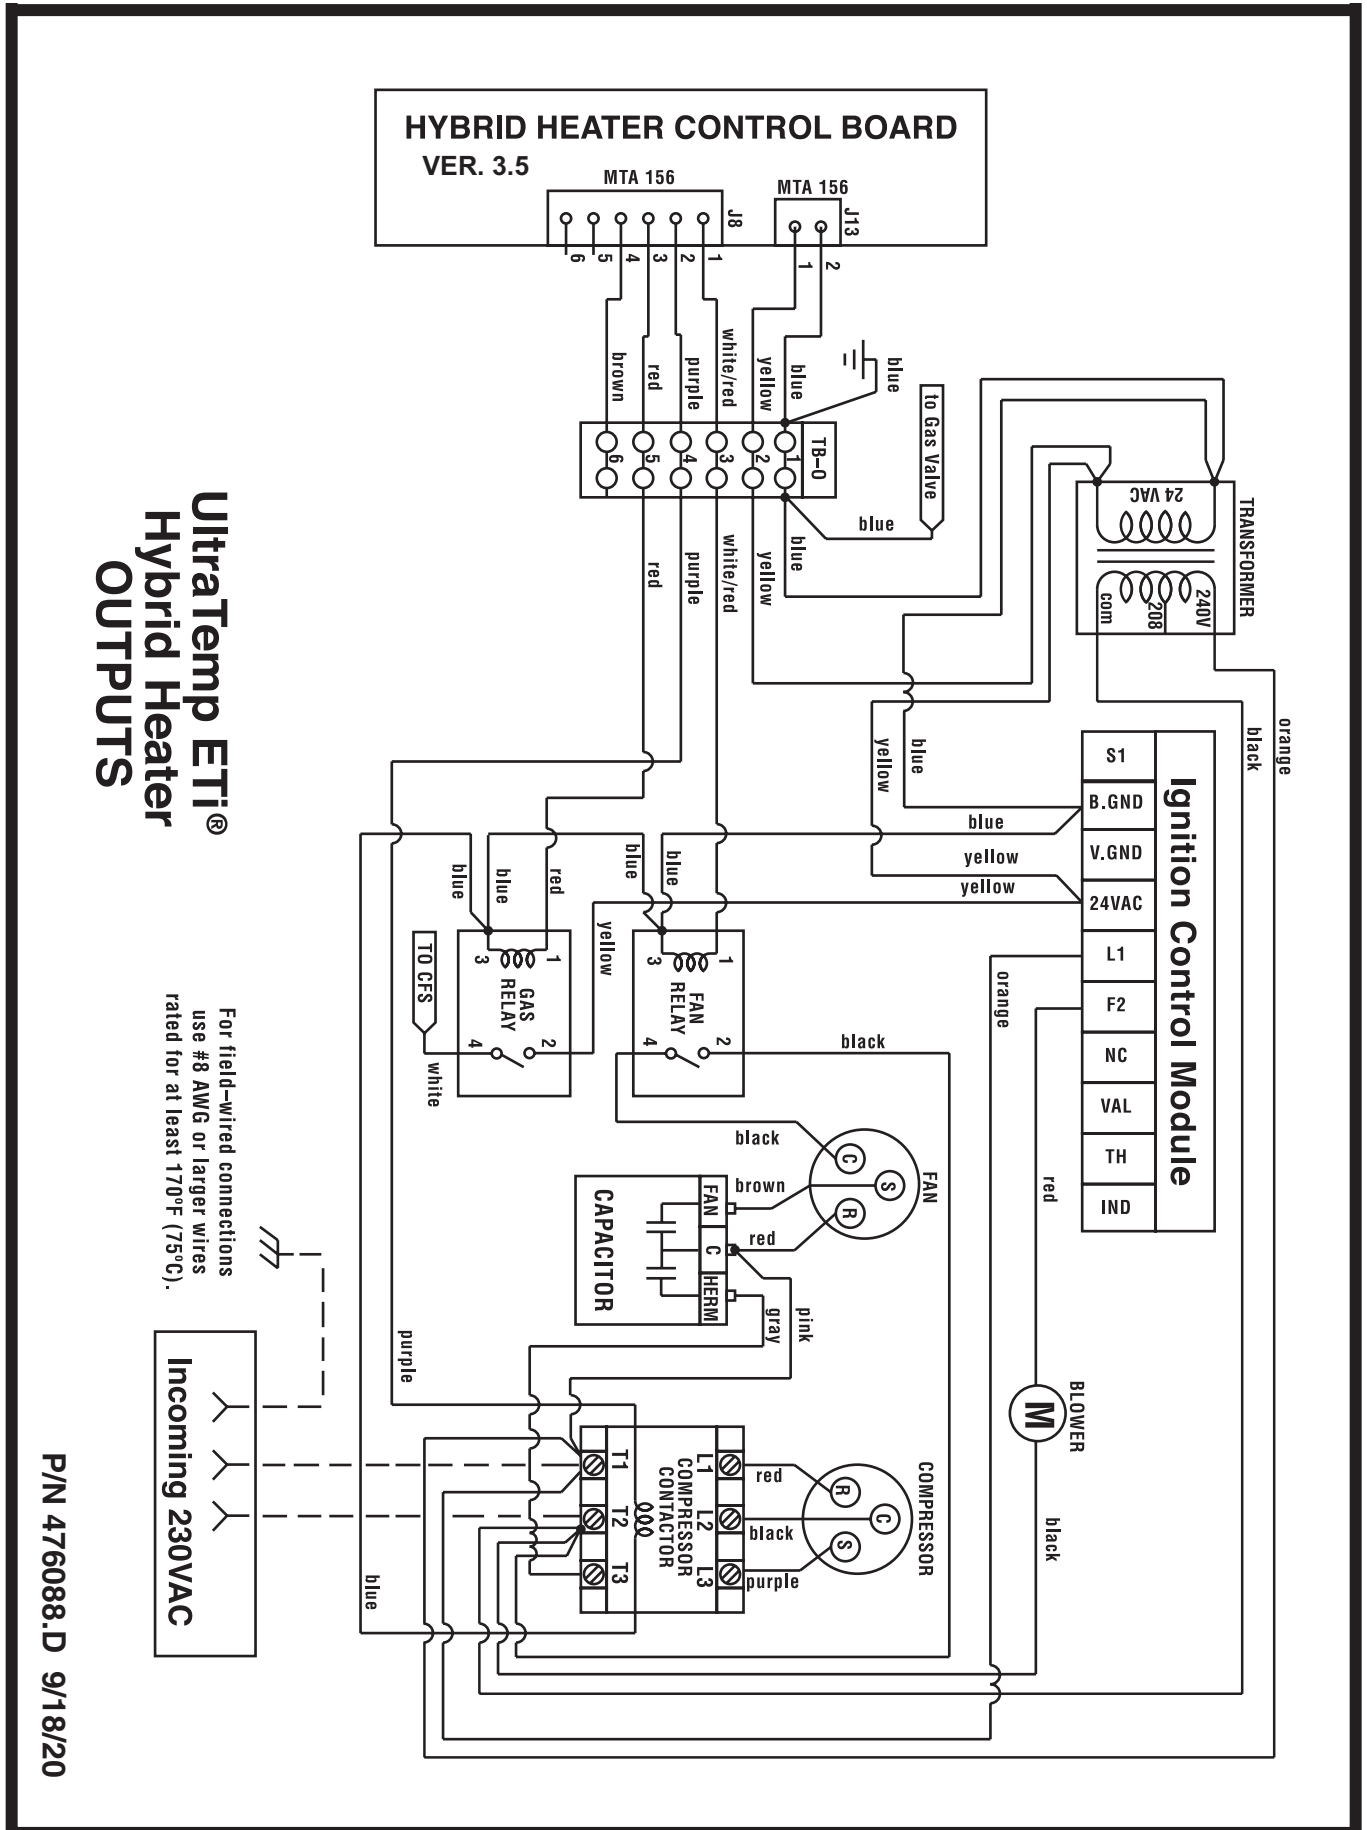 HYBRID HEATER CONTROL BOARD
VER. 3.5
MTA 156
MTA 156
J8
J13
6
5
4
3
2
1
1
2
brown
red
purple
white/red
yellow
blue
blue
to Gas Valve
TB-O
6
5
4
3
2
1
blue
red
purple
white/red
yellow
blue
TRANSFORMER
24 VAC
com
208
240V
orange
black
UltraTemp ETi®
Hybrid Heater
OUTPUTS
Ignition Control Module
S1
B.GND
V.GND
24VAC
L1
F2
NC
VAL
TH
IND
yellow
blue
blue
yellow
yellow
blue
blue
red
blue
blue
yellow
TO CFS
white
GAS
RELAY
1
3
2
4
FAN
RELAY
1
3
2
4
black
orange
red
black
brown
red
FAN
C
S
R
CAPACITOR
FAN
C
HERM
pink
gray
purple
For field-wired connections
use #8 AWG or larger wires
rated for at least 170°F (75°C).
Incoming 230VAC
BLOWER
M
black
COMPRESSOR
CONTACTOR
T1
T2
T3
L1
L2
L3
red
black
purple
COMPRESSOR
R
C
S
blue
P/N 476088.D 9/18/20